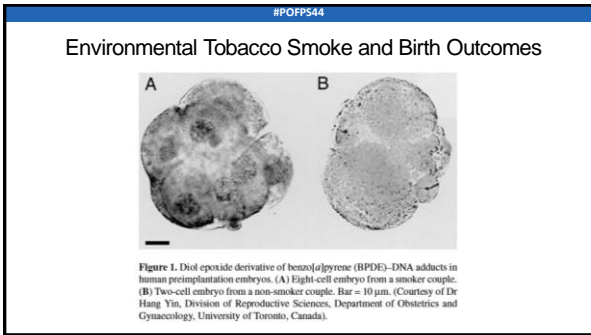 #POFPS44
Environmental Tobacco Smoke and Birth Outcomes
A
B
Figure 1. Diol epoxide derivative of benzo[a]pyrene (BPDE)–DNA adducts in
human preimplantation embryos. (A) Eight-cell embryo from a smoker couple.
(B) Two-cell embryo from a non-smoker couple. Bar = 10 µm. (Courtesy of Dr
Hang Yin, Division of Reproductive Sciences, Department of Obstetrics and
Gynaecology, University of Toronto, Canada).